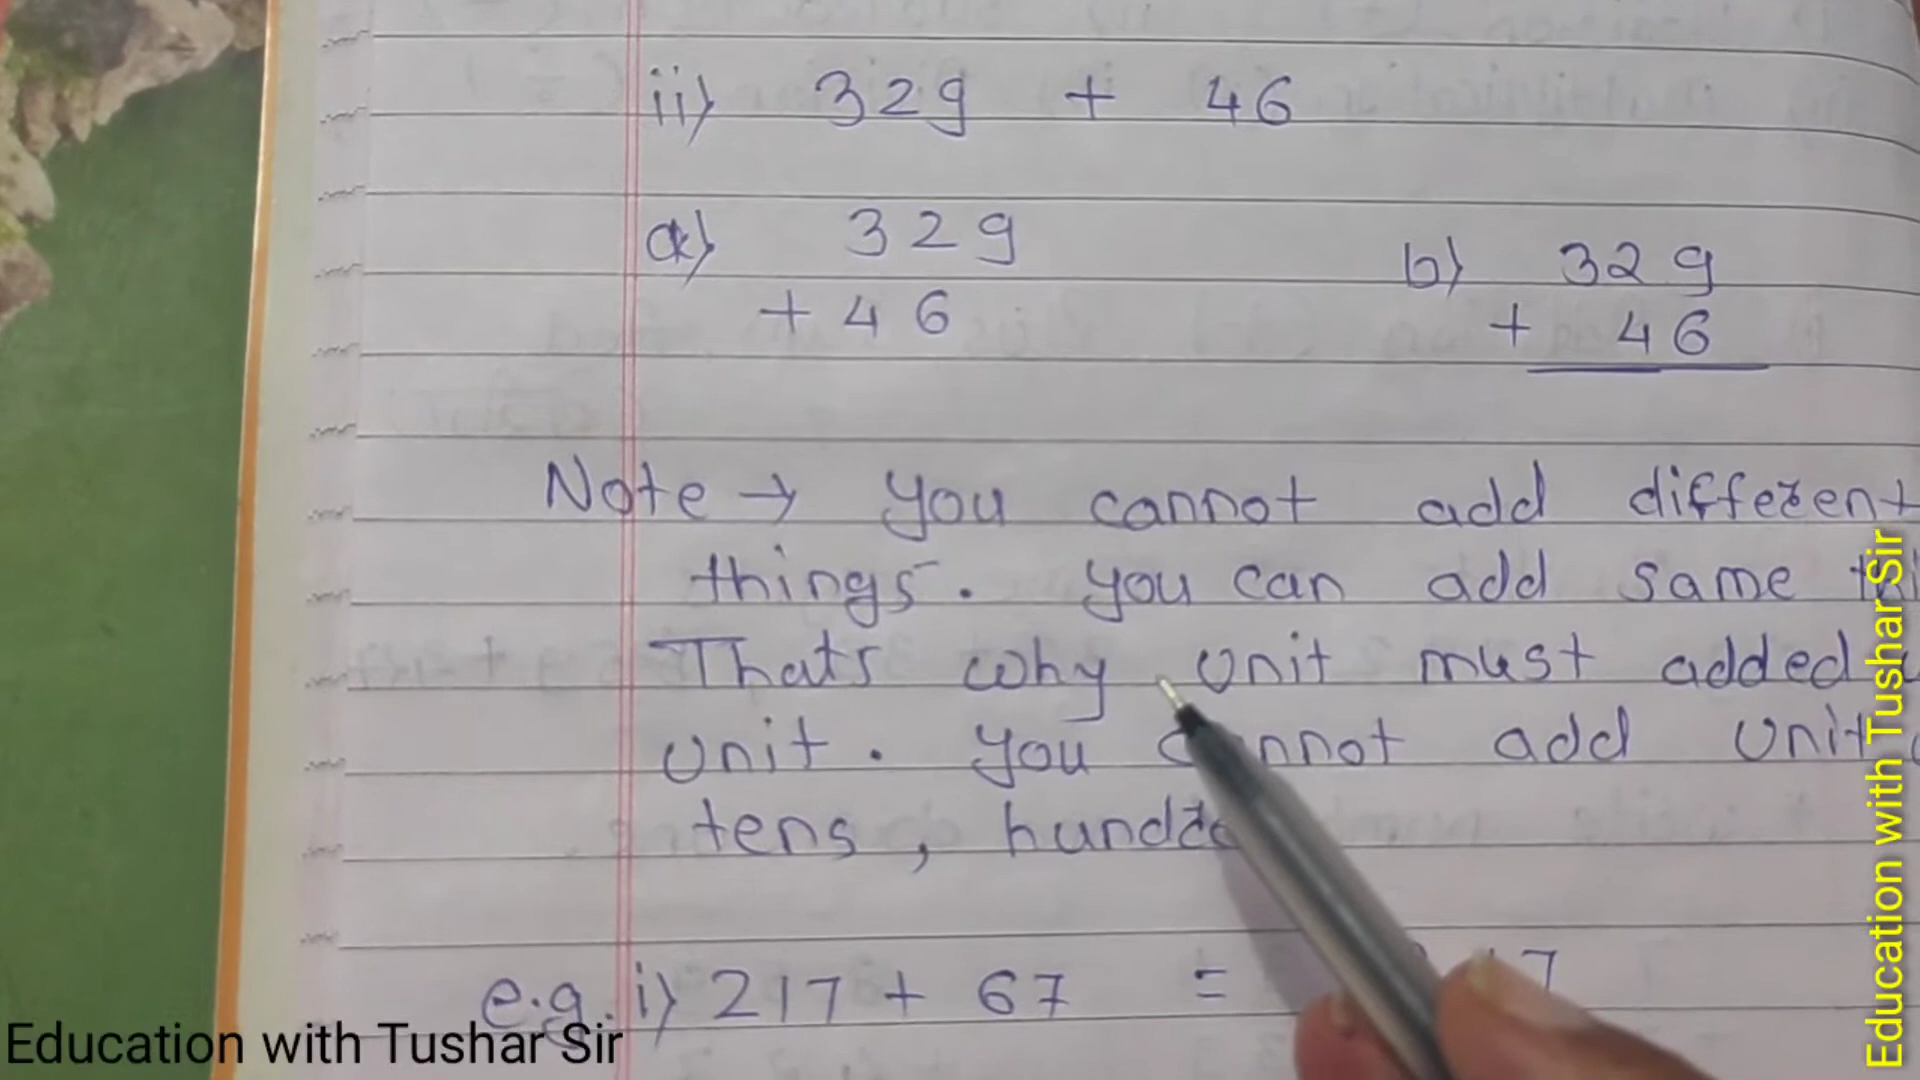 ii) 329 + 46
a) 329
+ 46
b) 329
+ 46
Note → You cannot add different
things. You can add same
Thats why unit must added
unit. You cannot add Unit
tens,
e.g. i) 217 + 67 =
Education with Tushar Sir
Education with Tushar Sir